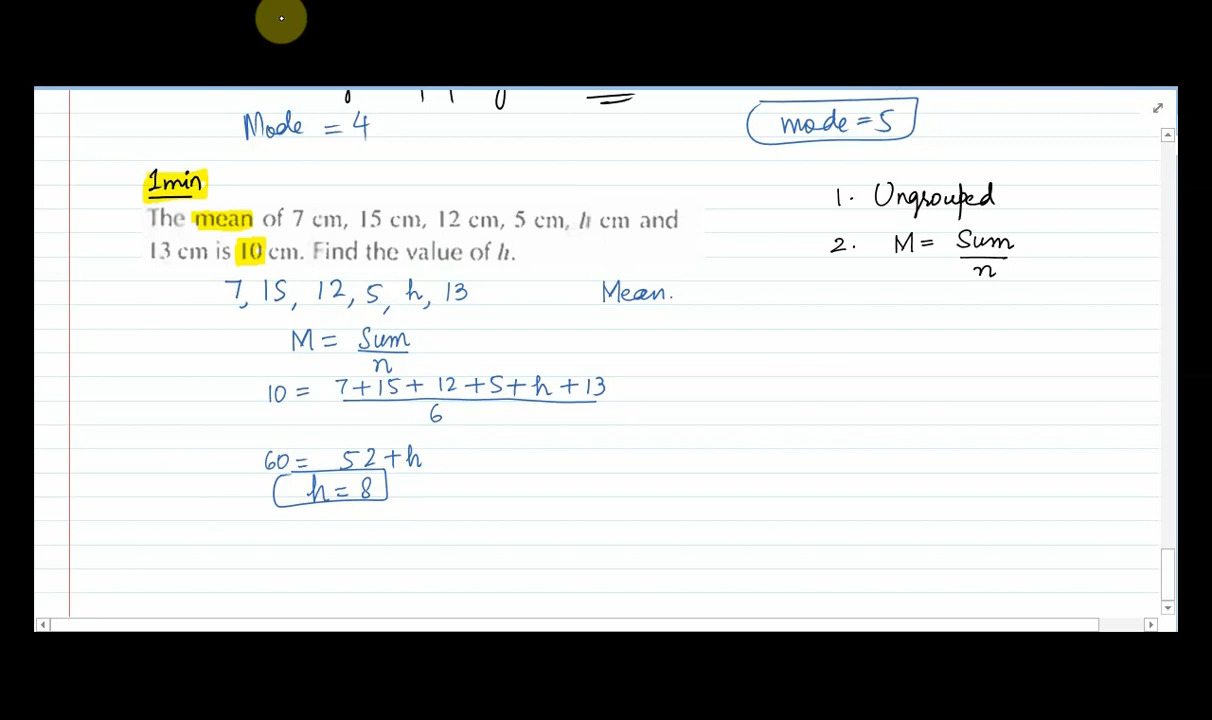 Mode = 4
mode = 5
1min
The mean of 7 cm, 15 cm, 12 cm, 5 cm, h cm and
13 cm is 10 cm. Find the value of h.
7, 15, 12, 5, h, 13
Mean.
M = Sum/n
10 = 7+15+12+5+h+13/6
60 = 52+h
h = 8
1. Ungrouped
2. M = Sum/n